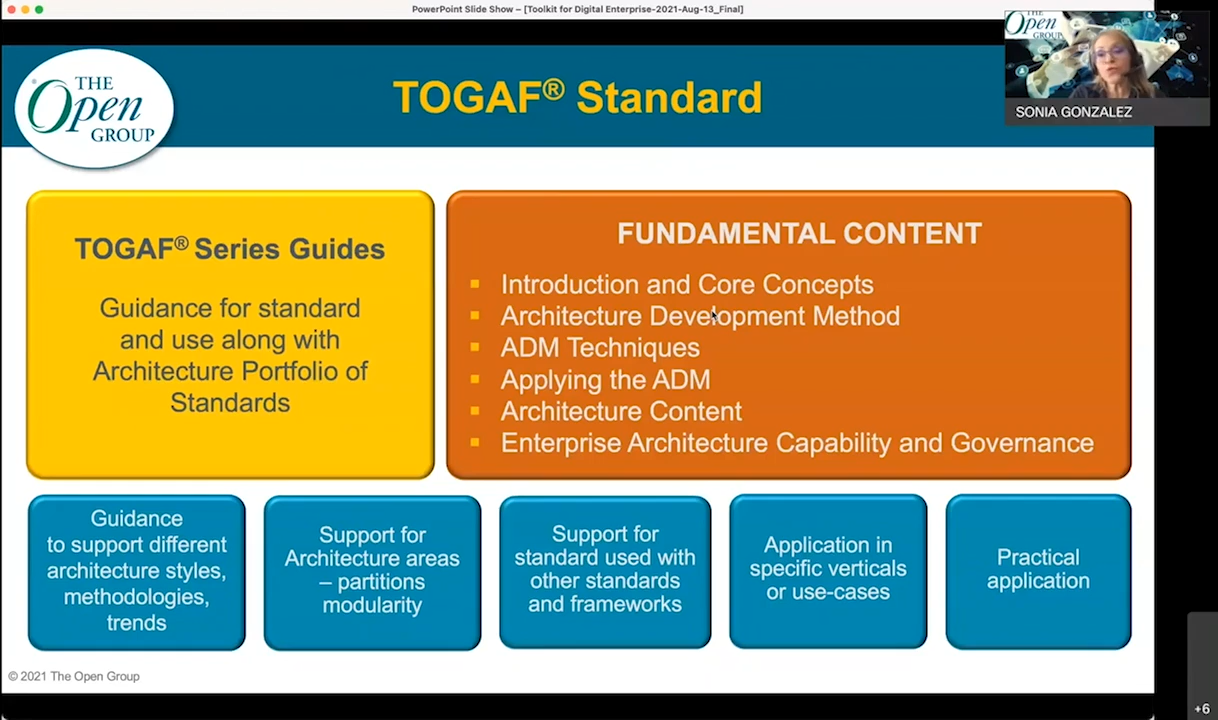 PowerPoint Slide Show – [Toolkit for Digital Enterprise-2021-Aug-13_Final]
THE
Open
GROUP
TOGAF® Standard
THE
Open
GROUP
SONIA GONZALEZ
TOGAF® Series Guides
Guidance for standard
and use along with
Architecture Portfolio of
Standards
FUNDAMENTAL CONTENT
▪ Introduction and Core Concepts
▪ Architecture Development Method
▪ ADM Techniques
▪ Applying the ADM
▪ Architecture Content
▪ Enterprise Architecture Capability and Governance
Guidance
to support different
architecture styles,
methodologies,
trends
Support for
Architecture areas
– partitions
modularity
Support for
standard used with
other standards
and frameworks
Application in
specific verticals
or use-cases
Practical
application
© 2021 The Open Group
+6